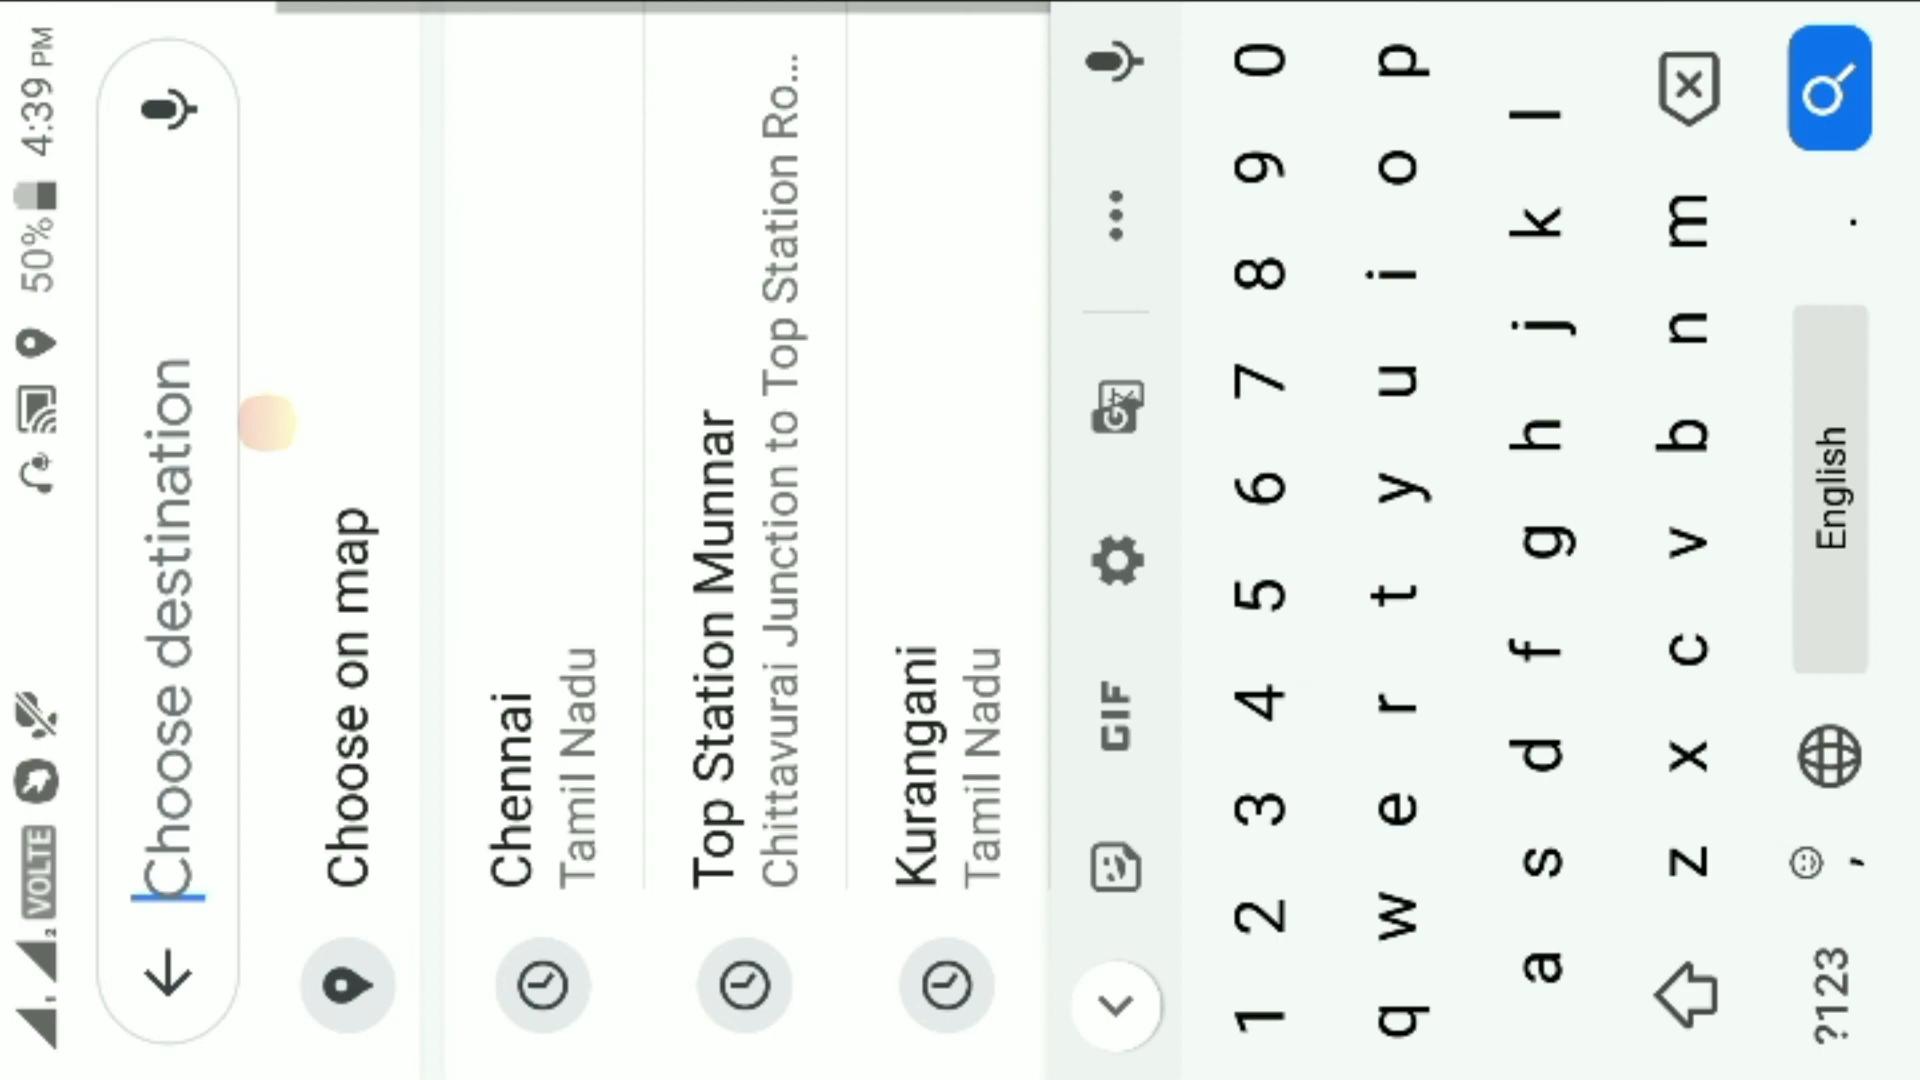 1 2 VOLTE 50% 4:39 PM
Choose destination
Choose on map
Chennai
Tamil Nadu
Top Station Munnar
Chittavurai Junction to Top Station Ro...
Kurangani
Tamil Nadu
GIF
1 2 3 4 5 6 7 8 9 0
q w e r t y u i o p
a s d f g h j k l
z x c v b n m
?123 , English .